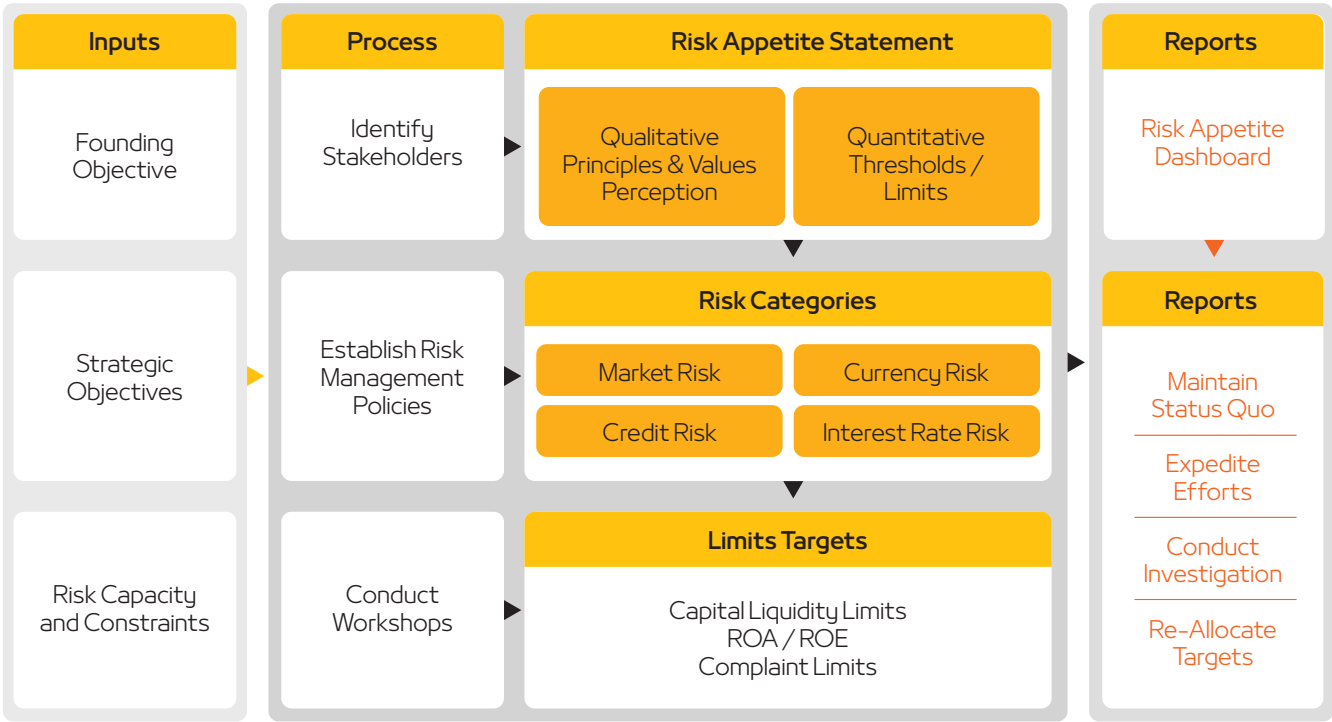 Inputs
Founding
Objective
Strategic
Objectives
Risk Capacity
and Constraints
Process
Identify
Stakeholders
Establish Risk
Management
Policies
Conduct
Workshops
Risk Appetite Statement
Qualitative
Principles & Values
Perception
Quantitative
Thresholds /
Limits
Risk Categories
Market Risk
Currency Risk
Credit Risk
Interest Rate Risk
Limits Targets
Capital Liquidity Limits
ROA / ROE
Complaint Limits
Reports
Risk Appetite
Dashboard
Reports
Maintain
Status Quo
Expedite
Efforts
Conduct
Investigation
Re-Allocate
Targets